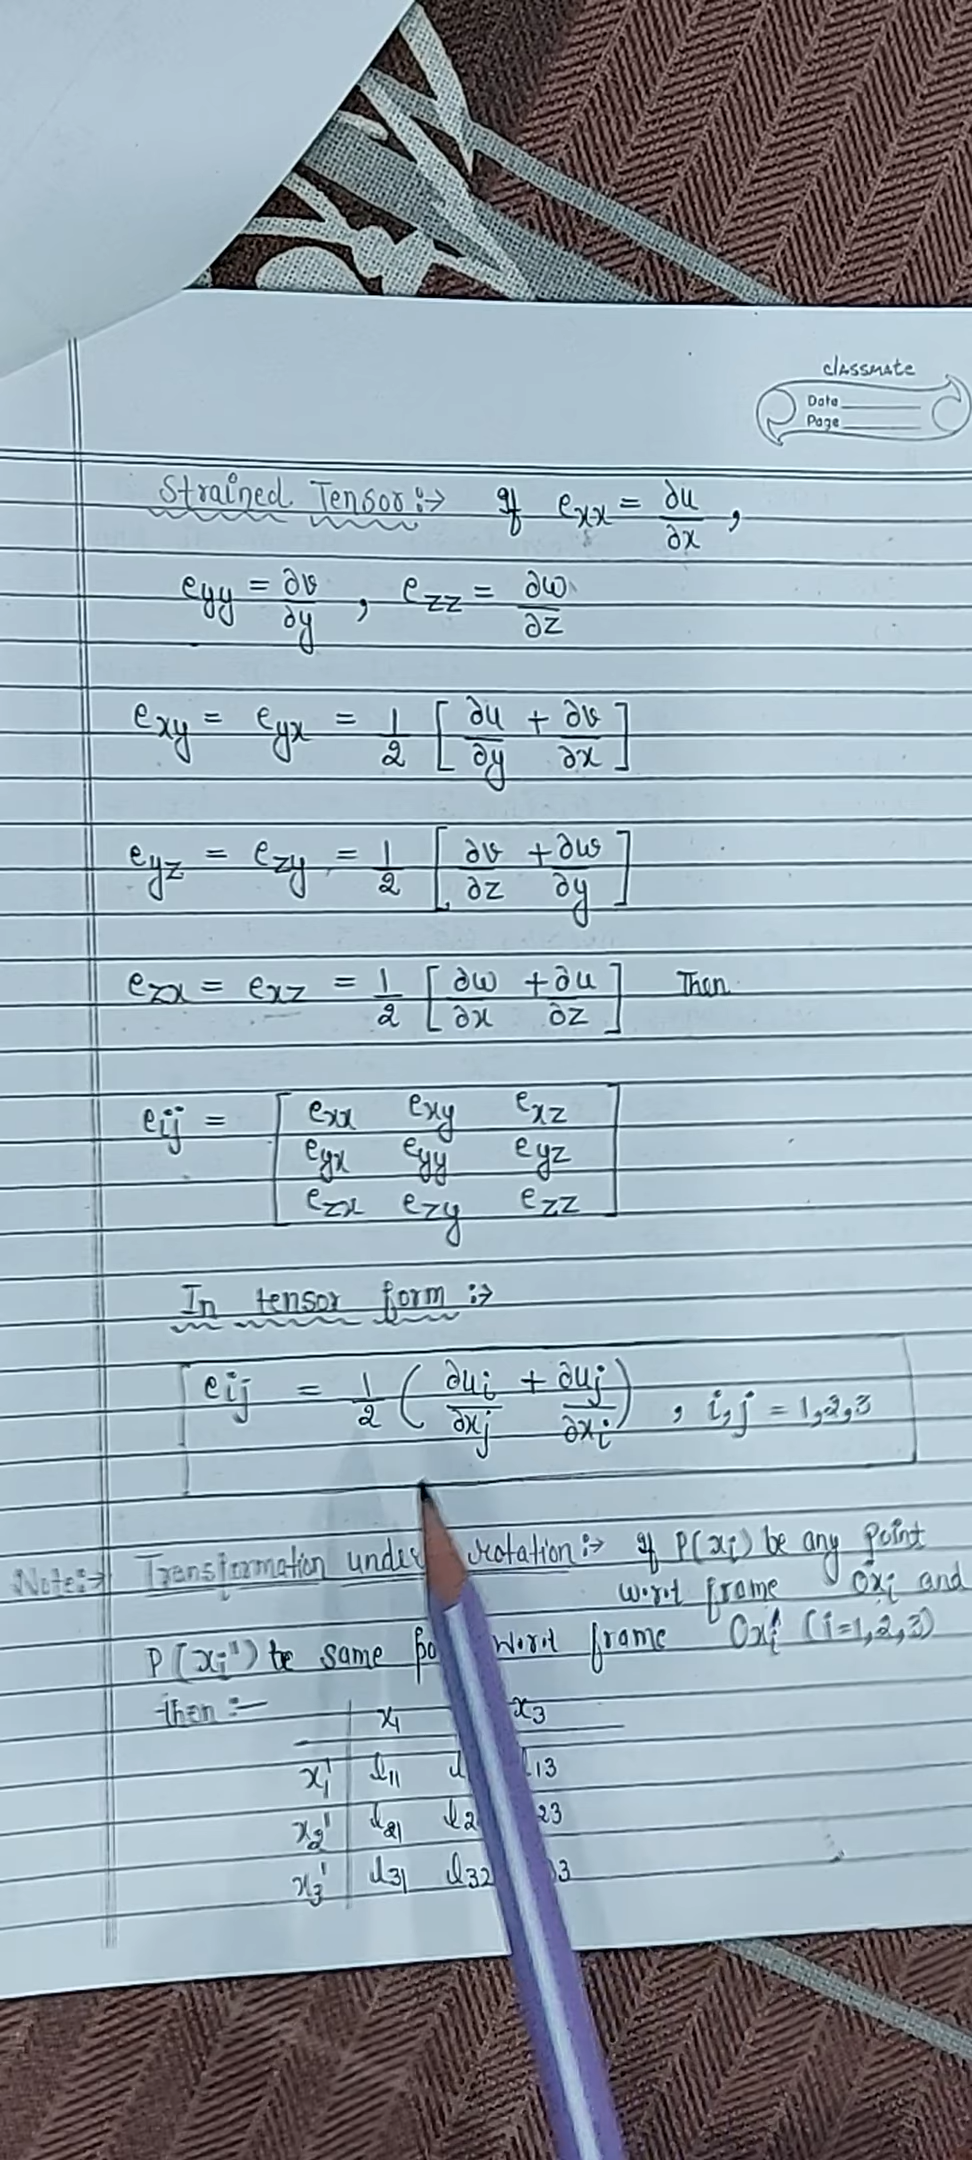 classmate
Date
Page
Strained Tensor :→ If e_xx = ∂u/∂x ,
e_yy = ∂v/∂y , e_zz = ∂w/∂z
e_xy = e_yx = 1/2 [ ∂u/∂y + ∂v/∂x ]
e_yz = e_zy = 1/2 [ ∂v/∂z + ∂w/∂y ]
e_zx = e_xz = 1/2 [ ∂w/∂x + ∂u/∂z ] Then
e_ij = [ e_xx e_xy e_xz
e_yx e_yy e_yz
e_zx e_zy e_zz ]
In tensor form :→
e_ij = 1/2 ( ∂u_i/∂x_j + ∂u_j/∂x_i ) , i,j = 1,2,3
Note:→ Transformation rotation :→ If P(x_i) be any point
w.r.t frame Ox_i and
P(x_i') be same w.r.t frame Ox_i' (i=1,2,3)
then :-
x_1 x_3
x_1' l_11 13
x_2' l_21 23
x_3' l_31 l_32 3